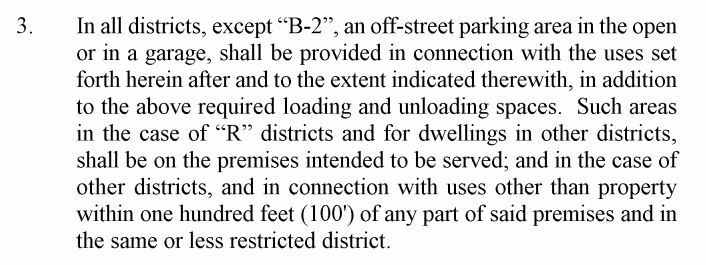 3. In all districts, except “B-2”, an off-street parking area in the open
or in a garage, shall be provided in connection with the uses set
forth herein after and to the extent indicated therewith, in addition
to the above required loading and unloading spaces. Such areas
in the case of “R” districts and for dwellings in other districts,
shall be on the premises intended to be served; and in the case of
other districts, and in connection with uses other than property
within one hundred feet (100') of any part of said premises and in
the same or less restricted district.